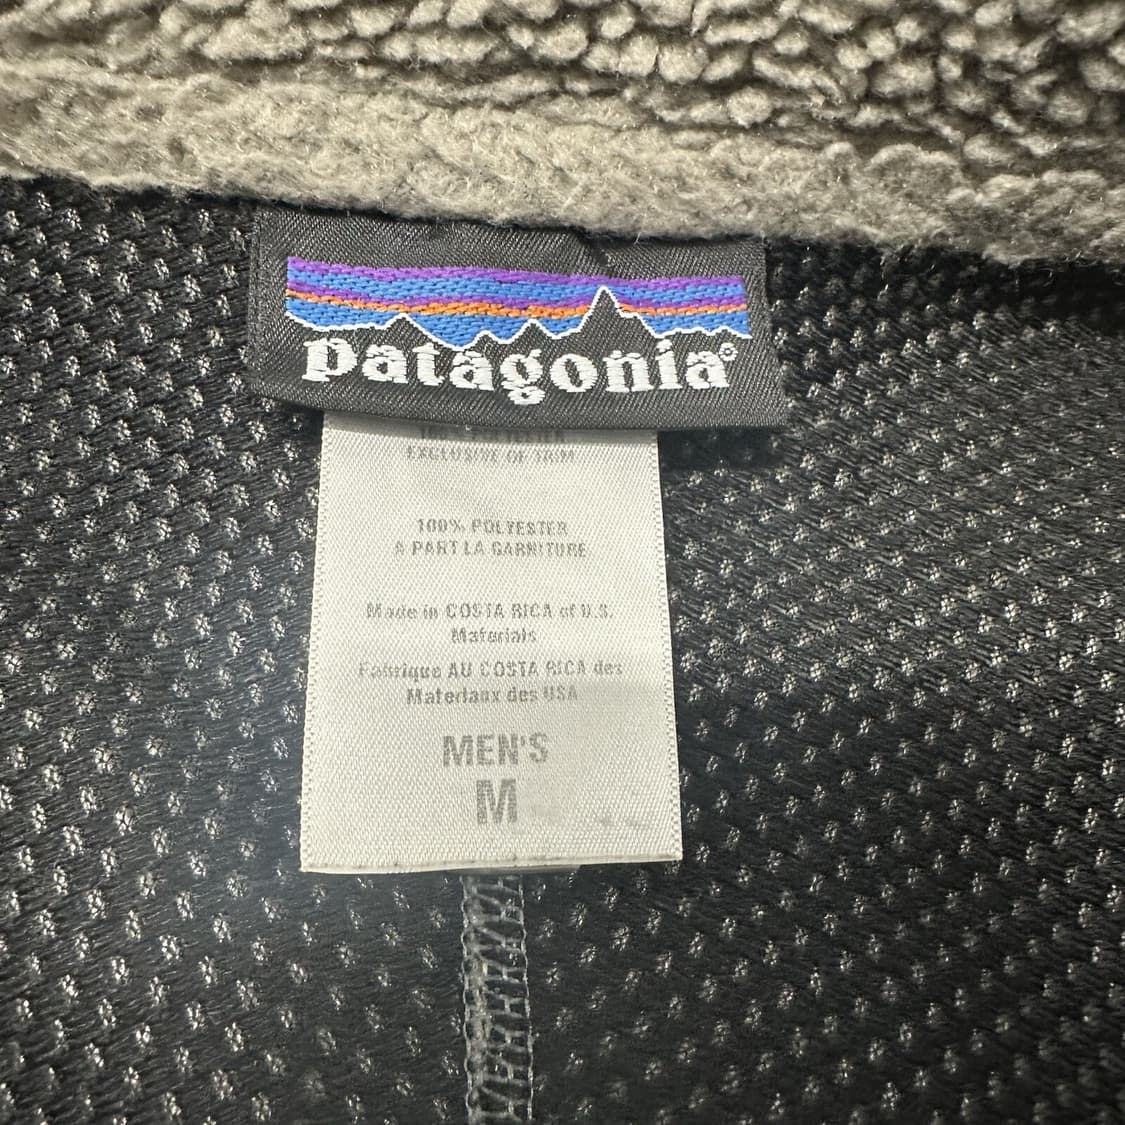 patagonia®
EXCLUSIVE OF TRIM
100% POLYESTER
A PART LA GARNITURE
Made in COSTA RICA of U.S.
Materials
Fabrique AU COSTA RICA des
Materiaux des USA
MEN'S
M